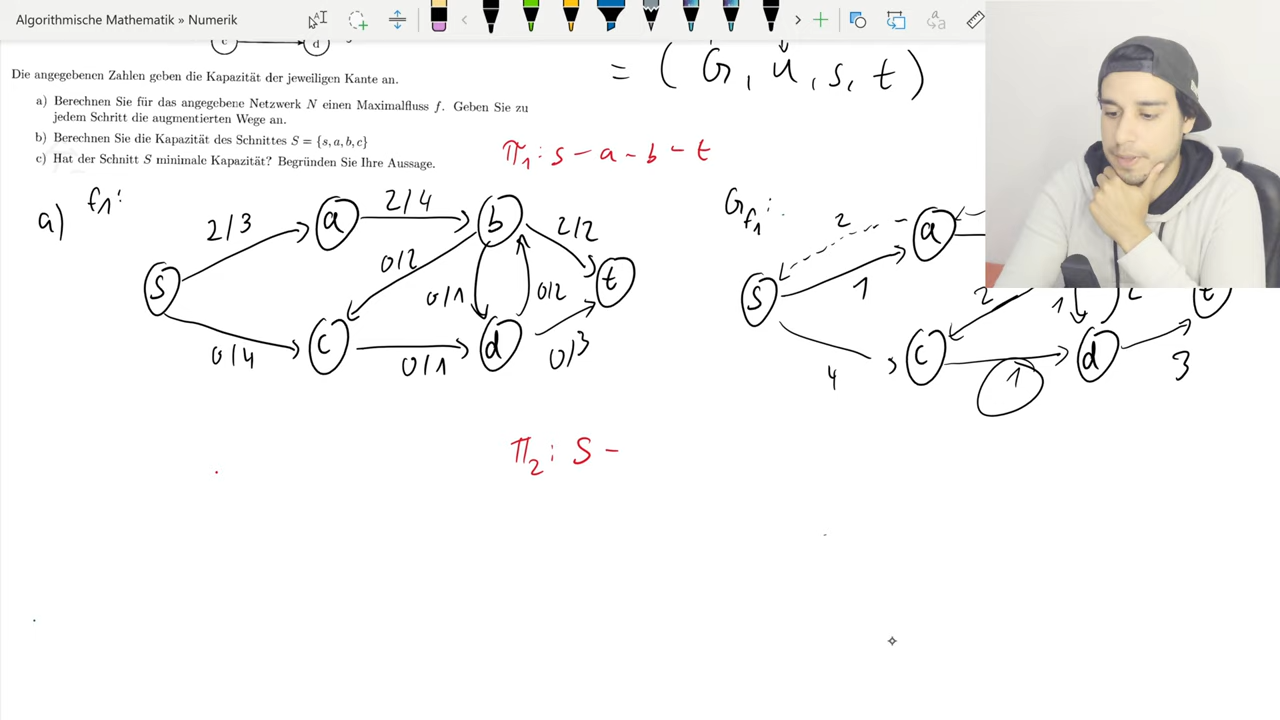 Algorithmische Mathematik » Numerik
c d
Die angegebenen Zahlen geben die Kapazität der jeweiligen Kante an.
= ( G, u, s, t )
a) Berechnen Sie für das angegebene Netzwerk N einen Maximalfluss f. Geben Sie zu
jedem Schritt die augmentierten Wege an.
b) Berechnen Sie die Kapazität des Schnittes S = {s, a, b, c}
c) Hat der Schnitt S minimale Kapazität? Begründen Sie Ihre Aussage.
π₁: s – a – b – t
a) f₁:
2/3 a 2/4 b 2/2
0/2
s 0/1 0/2 t
0/4 c 0/1 d 0/3
G_f₁:
2 a
s 1 2 1 2 t
4 c 1 d 3
π₂: s –